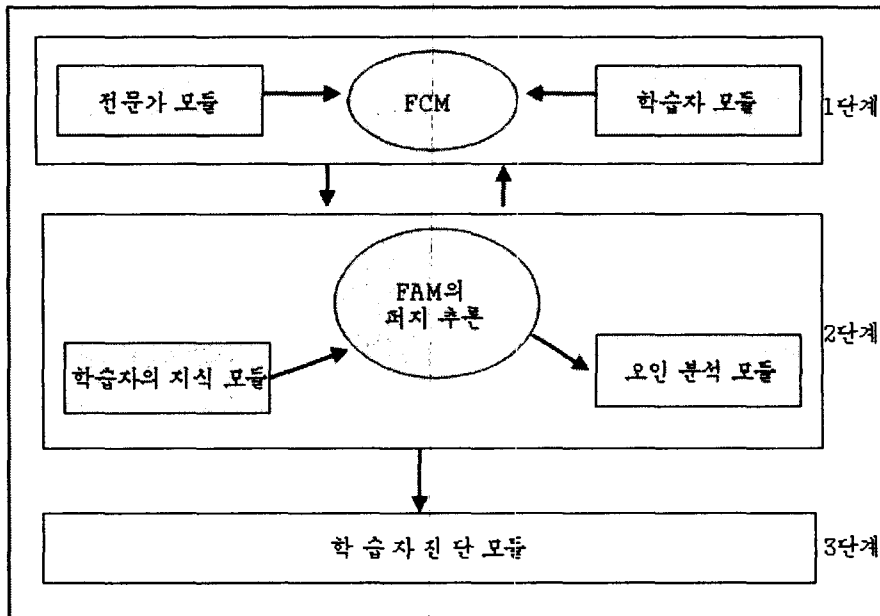 전문가 모듈
FCM
학습자 모듈
1단계
FAM의
퍼지 추론
2단계
학습자의 지식 모듈
오인 분석 모듈
학 습 자 진 단 모 듈
3단계